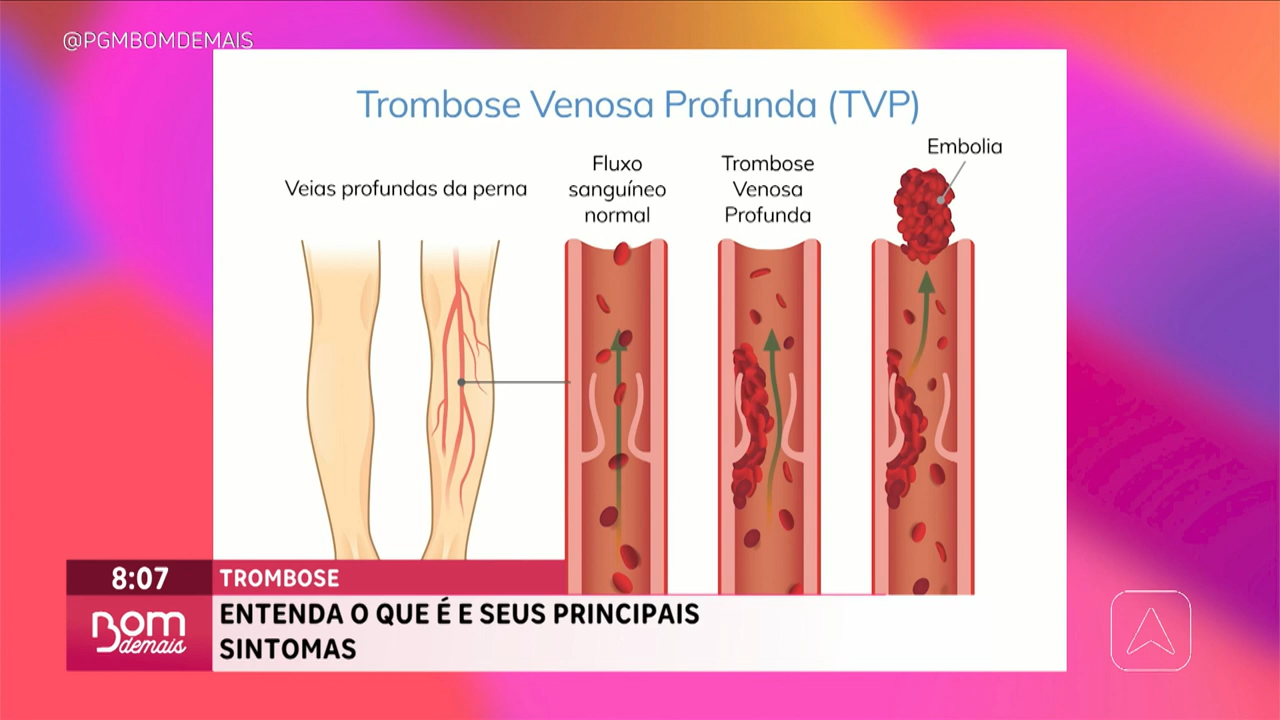 @PGMBOMDEMAIS
Trombose Venosa Profunda (TVP)
Embolia
Fluxo
sanguíneo
normal
Trombose
Venosa
Profunda
Veias profundas da perna
8:07
TROMBOSE
Bom
demais
ENTENDA O QUE É E SEUS PRINCIPAIS
SINTOMAS